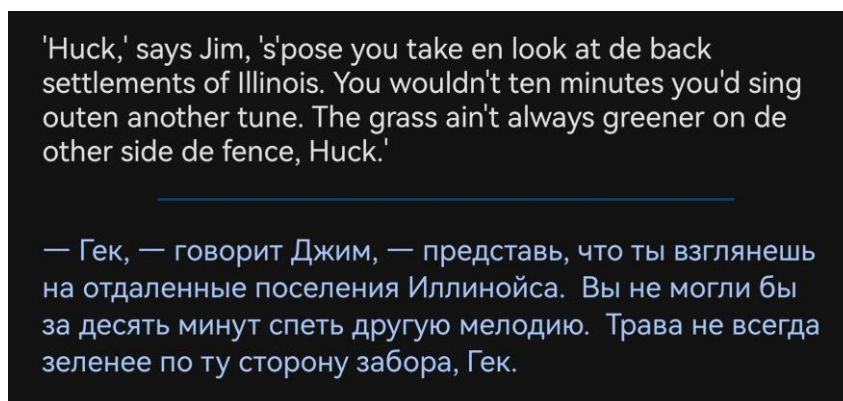 'Huck,' says Jim, 's'pose you take en look at de back
settlements of Illinois. You wouldn't ten minutes you'd sing
outen another tune. The grass ain't always greener on de
other side de fence, Huck.'
— Гек, — говорит Джим, — представь, что ты взглянешь
на отдаленные поселения Иллинойса.  Вы не могли бы
за десять минут спеть другую мелодию.  Трава не всегда
зеленее по ту сторону забора, Гек.